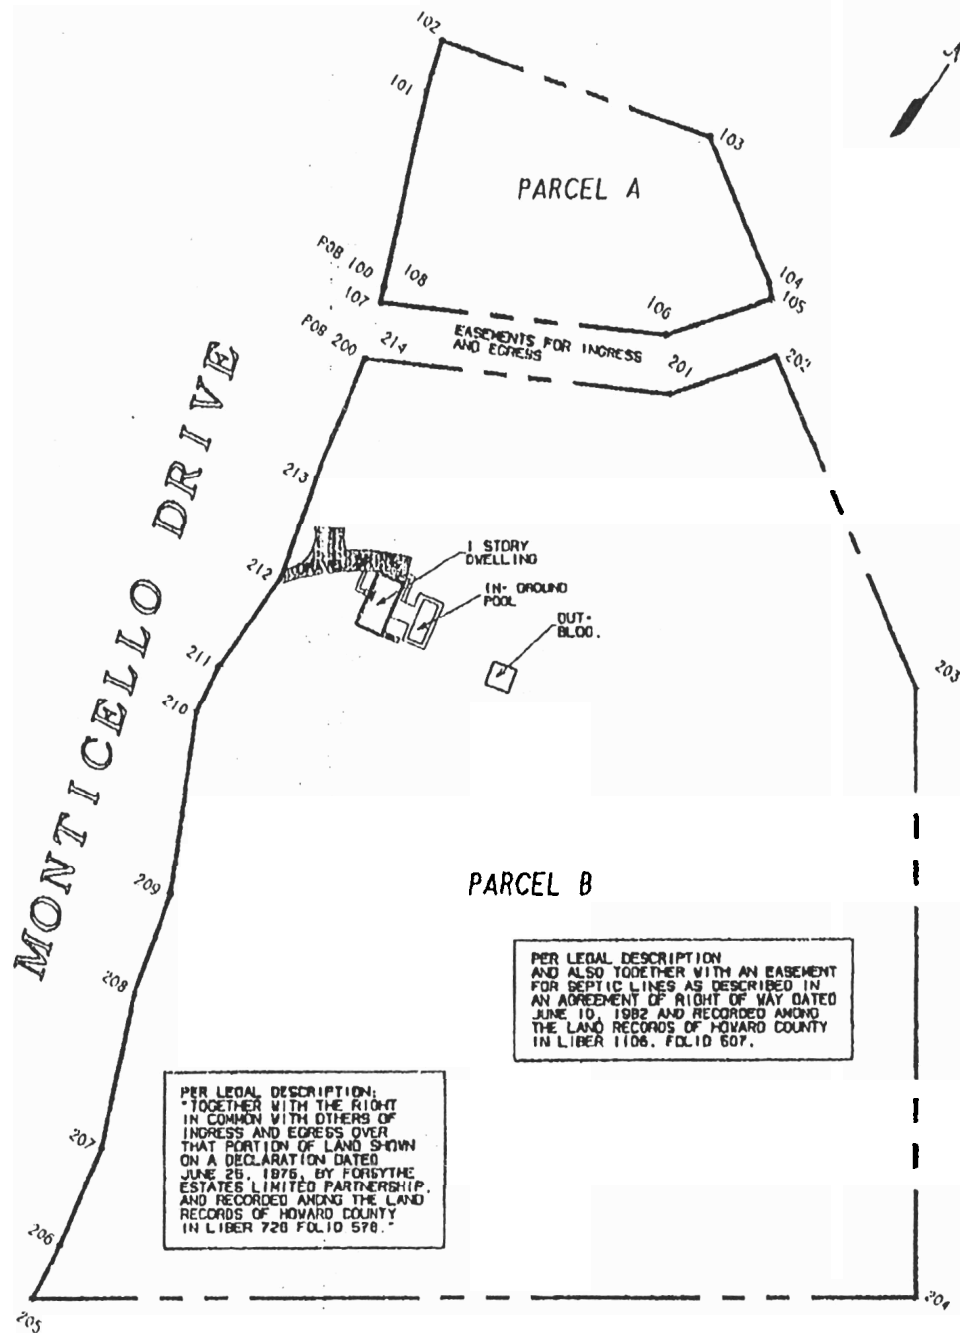 102
N
101
103
PARCEL A
POB 100
108
104
107
105
106
POB 200
214
EASEMENTS FOR INGRESS
AND EGRESS
201
202
MONTICELLO DRIVE
213
1 STORY
DWELLING
212
IN-GROUND
POOL
OUT-
BLDG.
211
203
210
209
PARCEL B
PER LEGAL DESCRIPTION
AND ALSO TOGETHER WITH AN EASEMENT
FOR SEPTIC LINES AS DESCRIBED IN
AN AGREEMENT OF RIGHT OF WAY DATED
JUNE 10, 1982 AND RECORDED AMONG
THE LAND RECORDS OF HOWARD COUNTY
IN LIBER 1106, FOLIO 607.
208
PER LEGAL DESCRIPTION:
"TOGETHER WITH THE RIGHT
IN COMMON WITH OTHERS OF
INGRESS AND EGRESS OVER
THAT PORTION OF LAND SHOWN
ON A DECLARATION DATED
JUNE 25, 1975, BY FORSYTHE
ESTATES LIMITED PARTNERSHIP,
AND RECORDED AMONG THE LAND
RECORDS OF HOWARD COUNTY
IN LIBER 728 FOLIO 578."
207
206
205
204